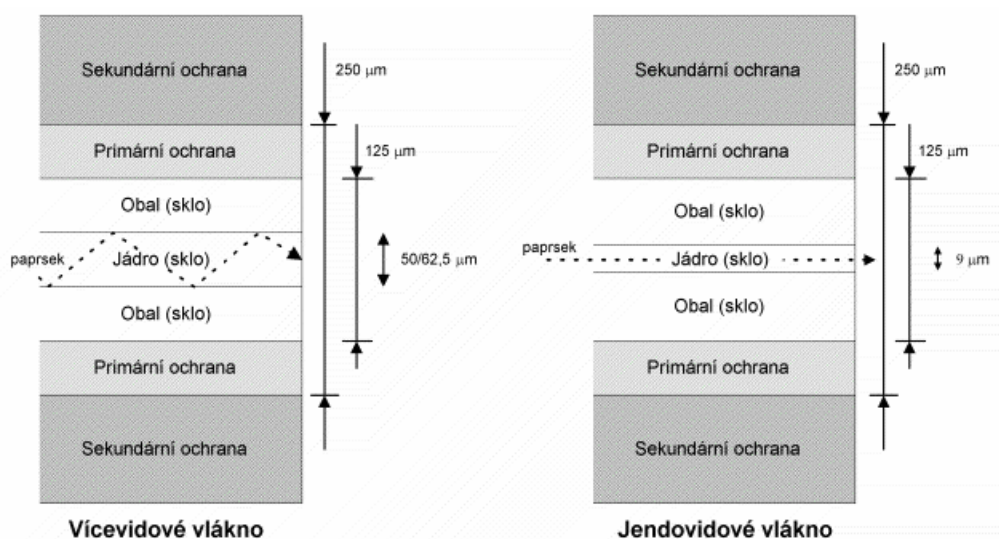 Sekundární ochrana
250 µm
Primární ochrana
125 µm
Obal (sklo)
paprsek
Jádro (sklo)
50/62,5 µm
Obal (sklo)
Primární ochrana
Sekundární ochrana
Vícevidové vlákno
Sekundární ochrana
250 µm
Primární ochrana
125 µm
Obal (sklo)
paprsek
Jádro (sklo)
9 µm
Obal (sklo)
Primární ochrana
Sekundární ochrana
Jendovidové vlákno